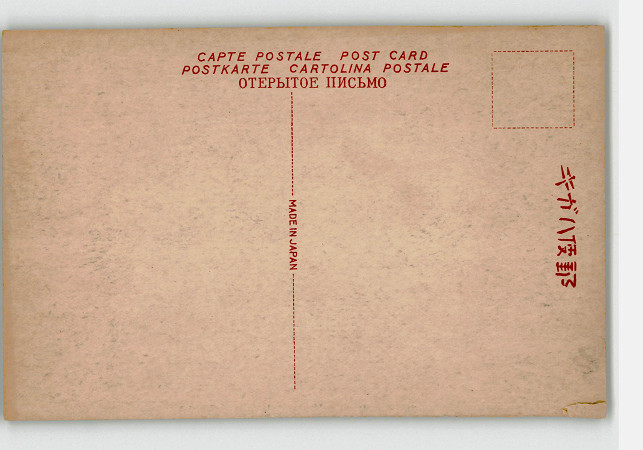 CAPTE POSTALE POST CARD
POSTKARTE CARTOLINA POSTALE
ОТЕРЫТОЕ ПИСЬМО
MADE IN JAPAN
郵便ハガキ